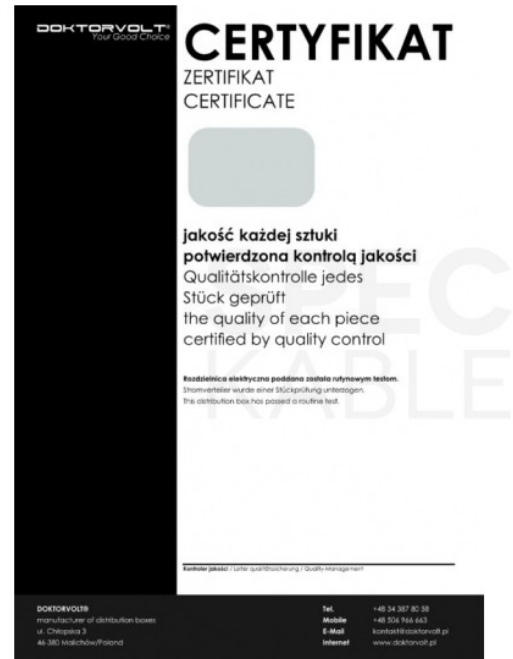 DOKTORVOLT®
Your Good Choice
CERTYFIKAT
ZERTIFIKAT
CERTIFICATE
jakość każdej sztuki
potwierdzona kontrolą jakości
Qualitätskontrolle jedes
Stück geprüft
the quality of each piece
certified by quality control
SPEC
KABLE
Rozdzielnica elektryczna poddana została rutynowym testom.
Stromverteiler wurde einer Stückprüfung unterzogen.
This distribution box has passed a routine test.
Kontroler jakości / Leiter qualitätssicherung / Quality-Management
DOKTORVOLT®
manufacturer of distribution boxes
ul. Chłopska 3
46-380 Malichów/Poland
Tel. +48 34 387 80 58
Mobile +48 506 966 663
E-Mail kontakt@doktorvolt.pl
Internet www.doktorvolt.pl